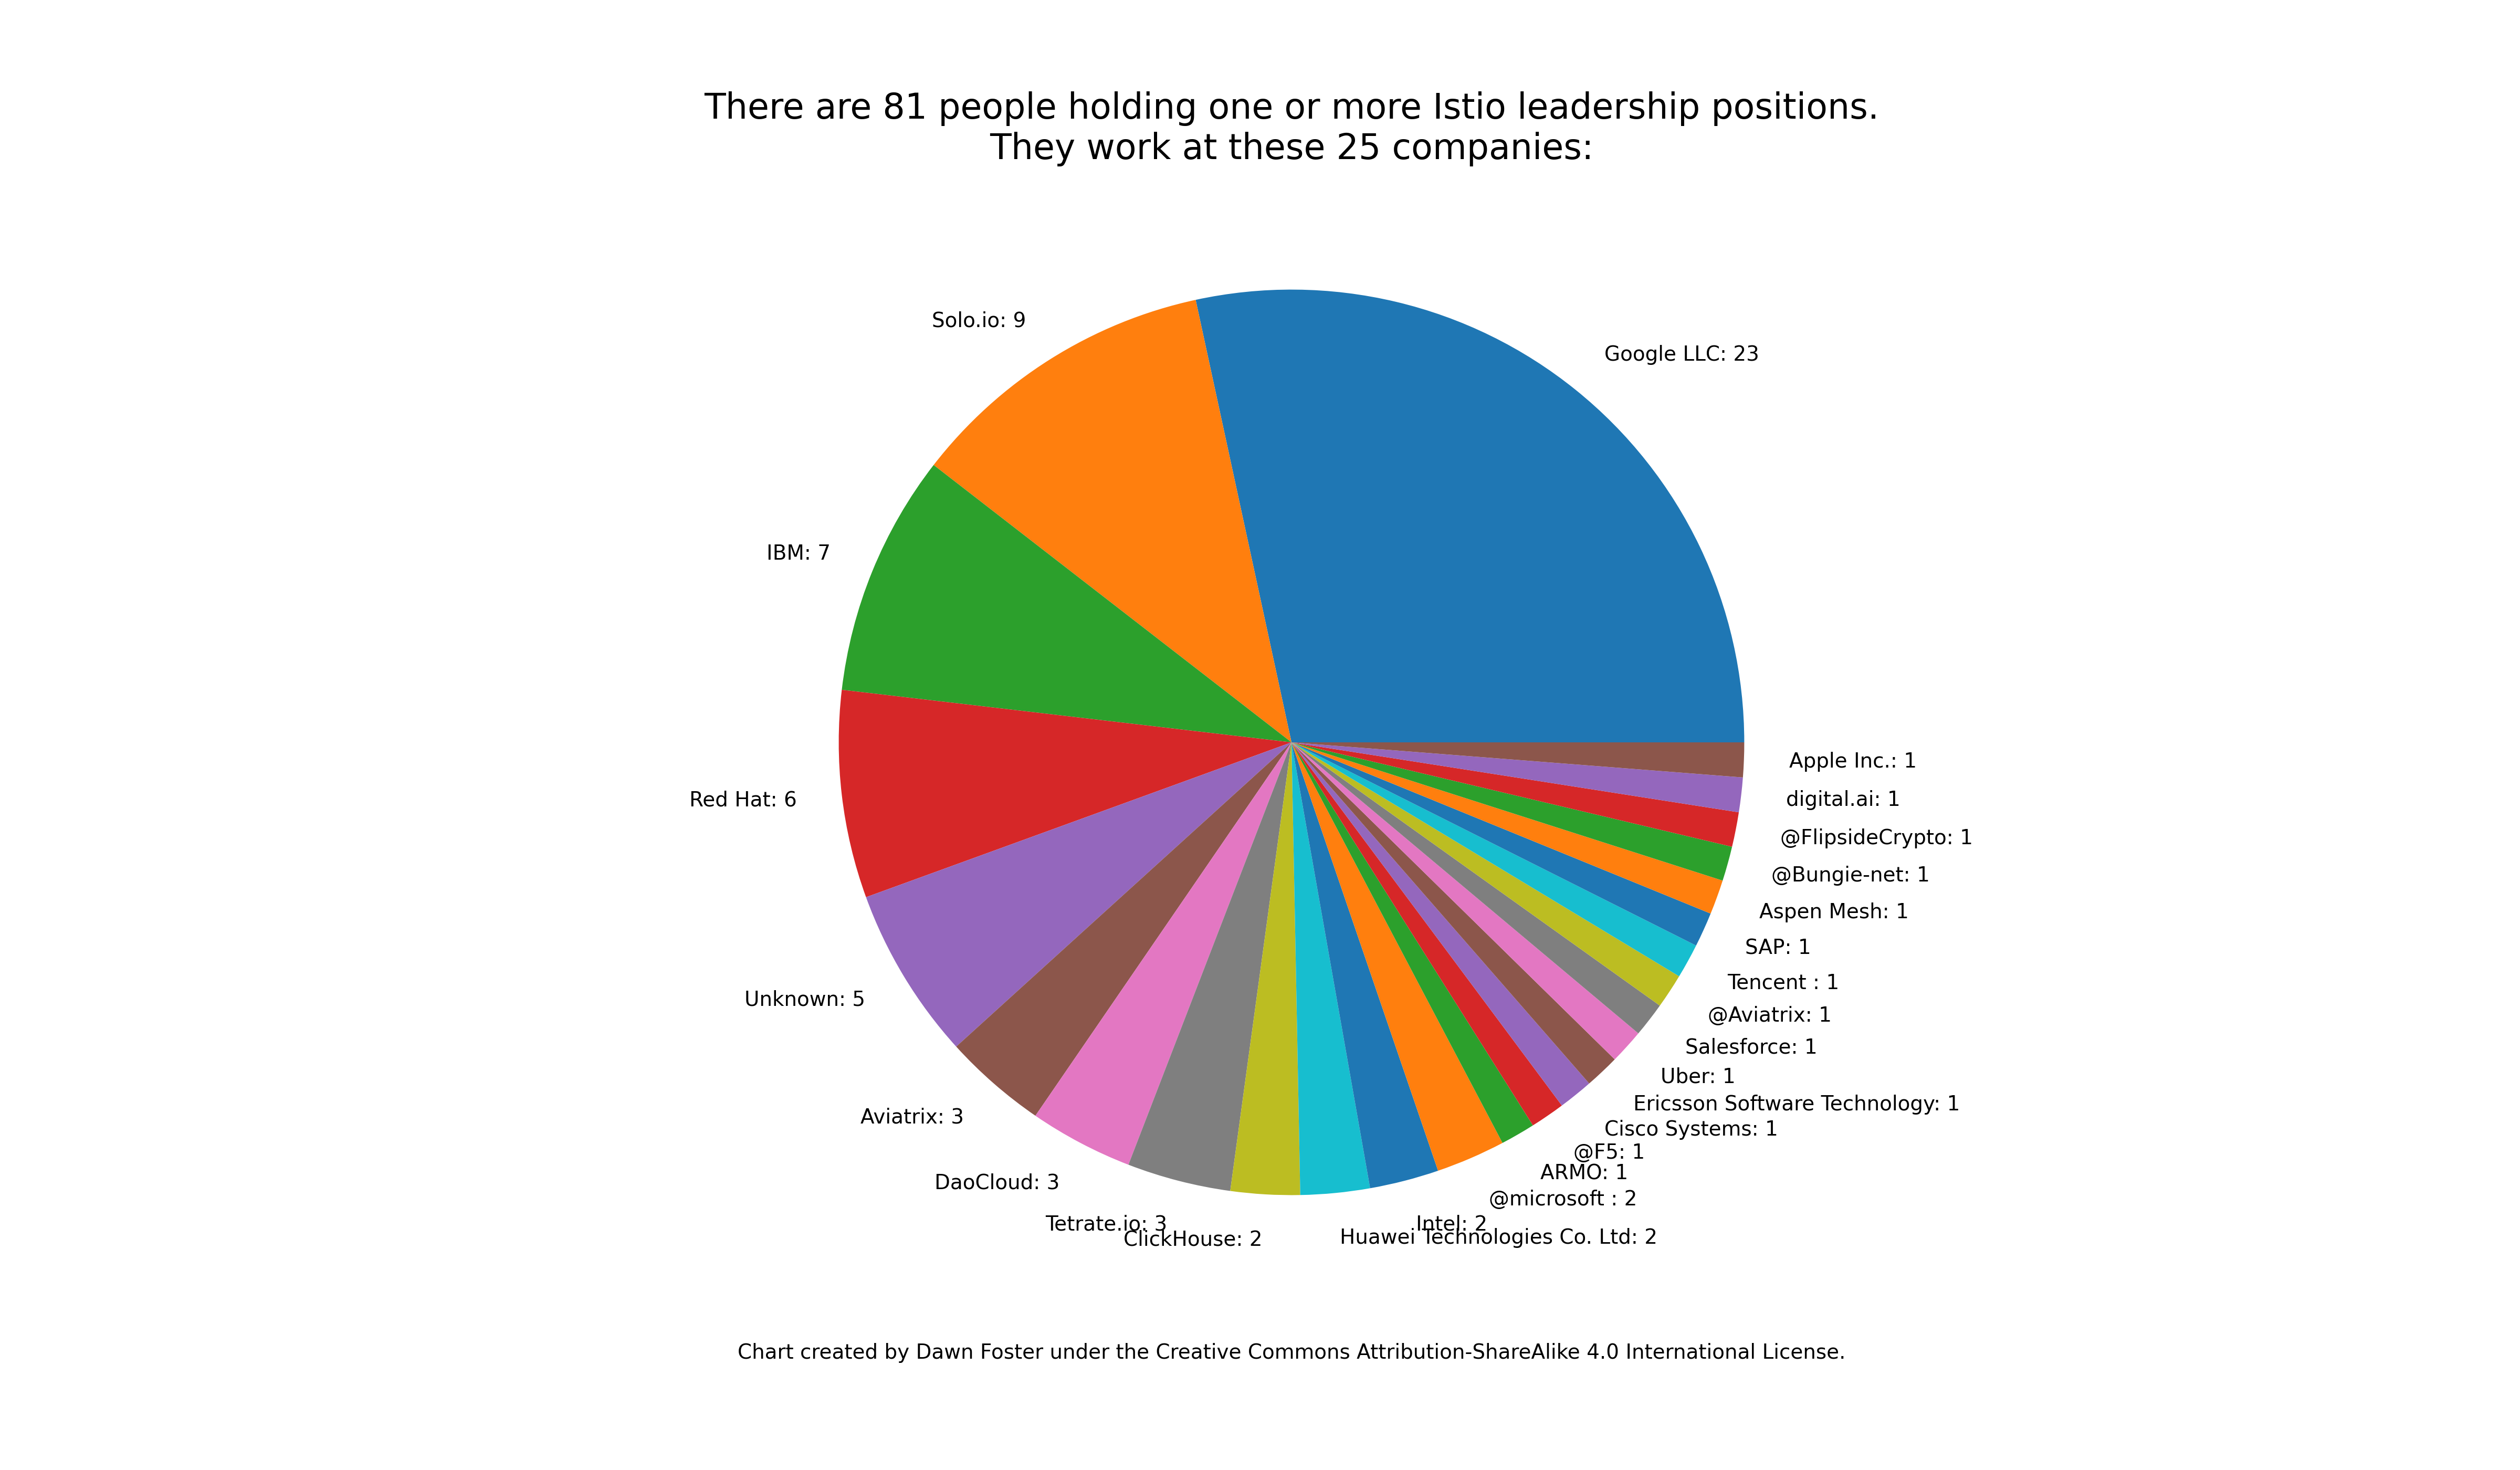 There are 81 people holding one or more Istio leadership positions.
They work at these 25 companies:
Google LLC: 23
Solo.io: 9
IBM: 7
Red Hat: 6
Unknown: 5
Aviatrix: 3
DaoCloud: 3
Tetrate.io: 3
ClickHouse: 2
Huawei Technologies Co. Ltd: 2
Intel: 2
@microsoft : 2
ARMO: 1
@F5: 1
Cisco Systems: 1
Ericsson Software Technology: 1
Uber: 1
Salesforce: 1
@Aviatrix: 1
Tencent : 1
SAP: 1
Aspen Mesh: 1
@Bungie-net: 1
@FlipsideCrypto: 1
digital.ai: 1
Apple Inc.: 1
Chart created by Dawn Foster under the Creative Commons Attribution-ShareAlike 4.0 International License.